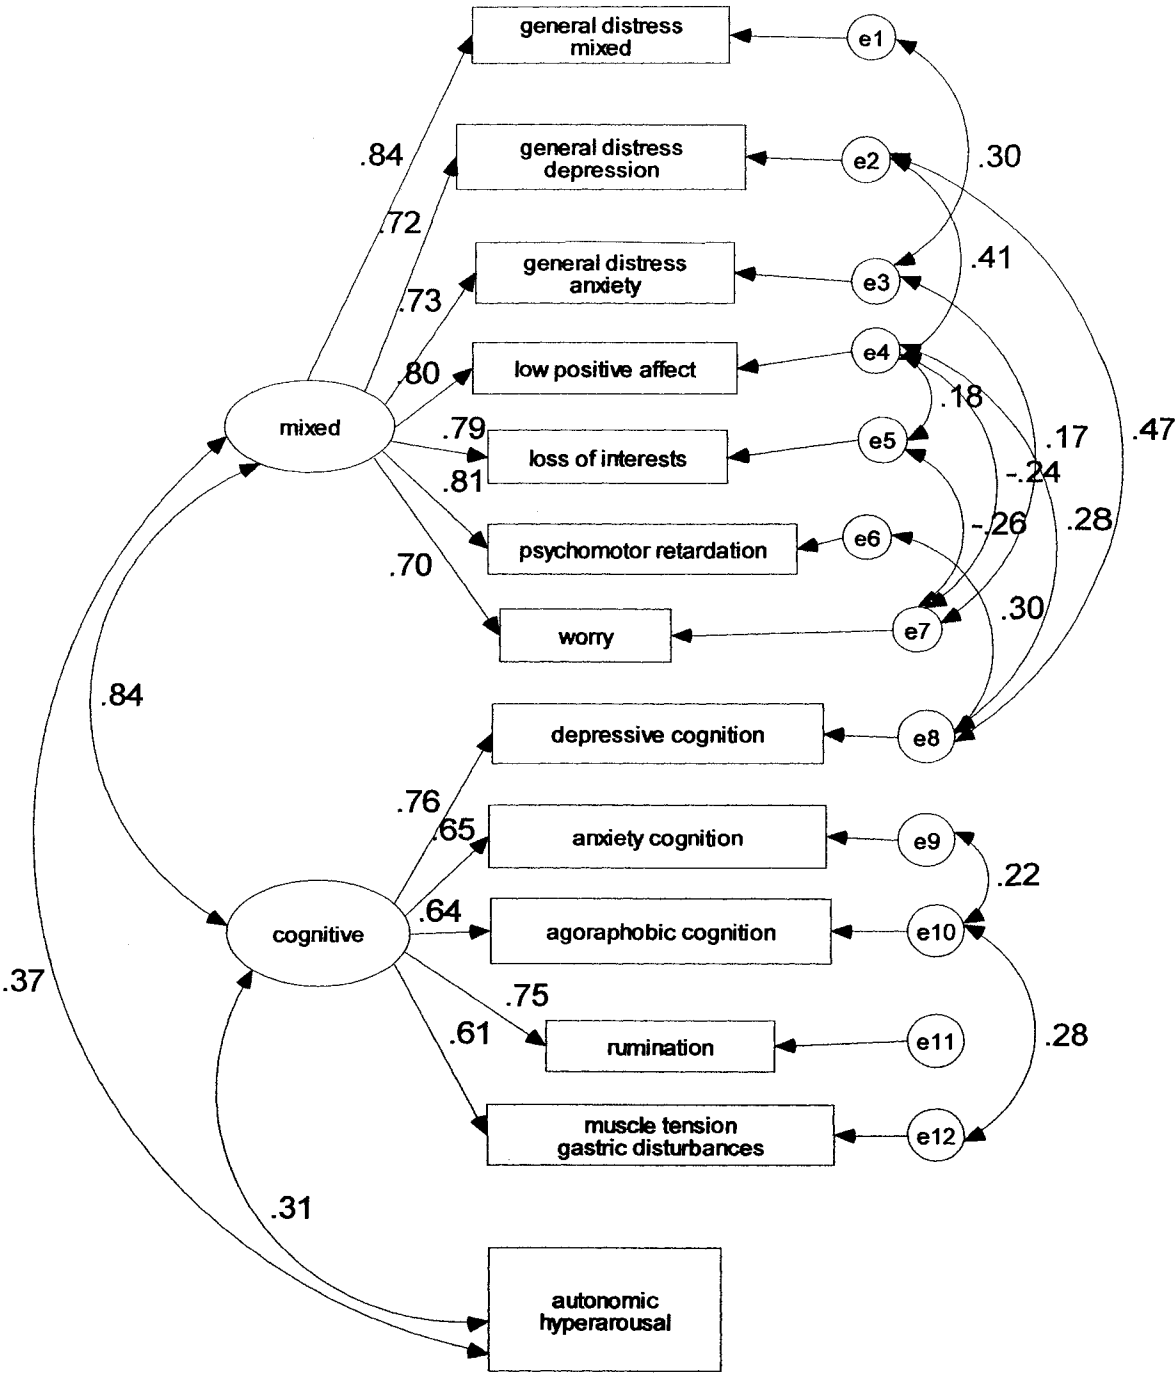 general distress
mixed
e1
.84
general distress
depression
e2
.30
.72
general distress
anxiety
e3
.41
.73
low positive affect
e4
.80
.18
mixed
.79
loss of interests
e5
.17
.47
-.24
.81
psychomotor retardation
e6
-.26
.28
.70
worry
e7
.30
.84
depressive cognition
e8
.76
.65
anxiety cognition
e9
.22
.64
agoraphobic cognition
e10
cognitive
.37
.75
rumination
e11
.28
.61
muscle tension
gastric disturbances
e12
.31
autonomic
hyperarousal